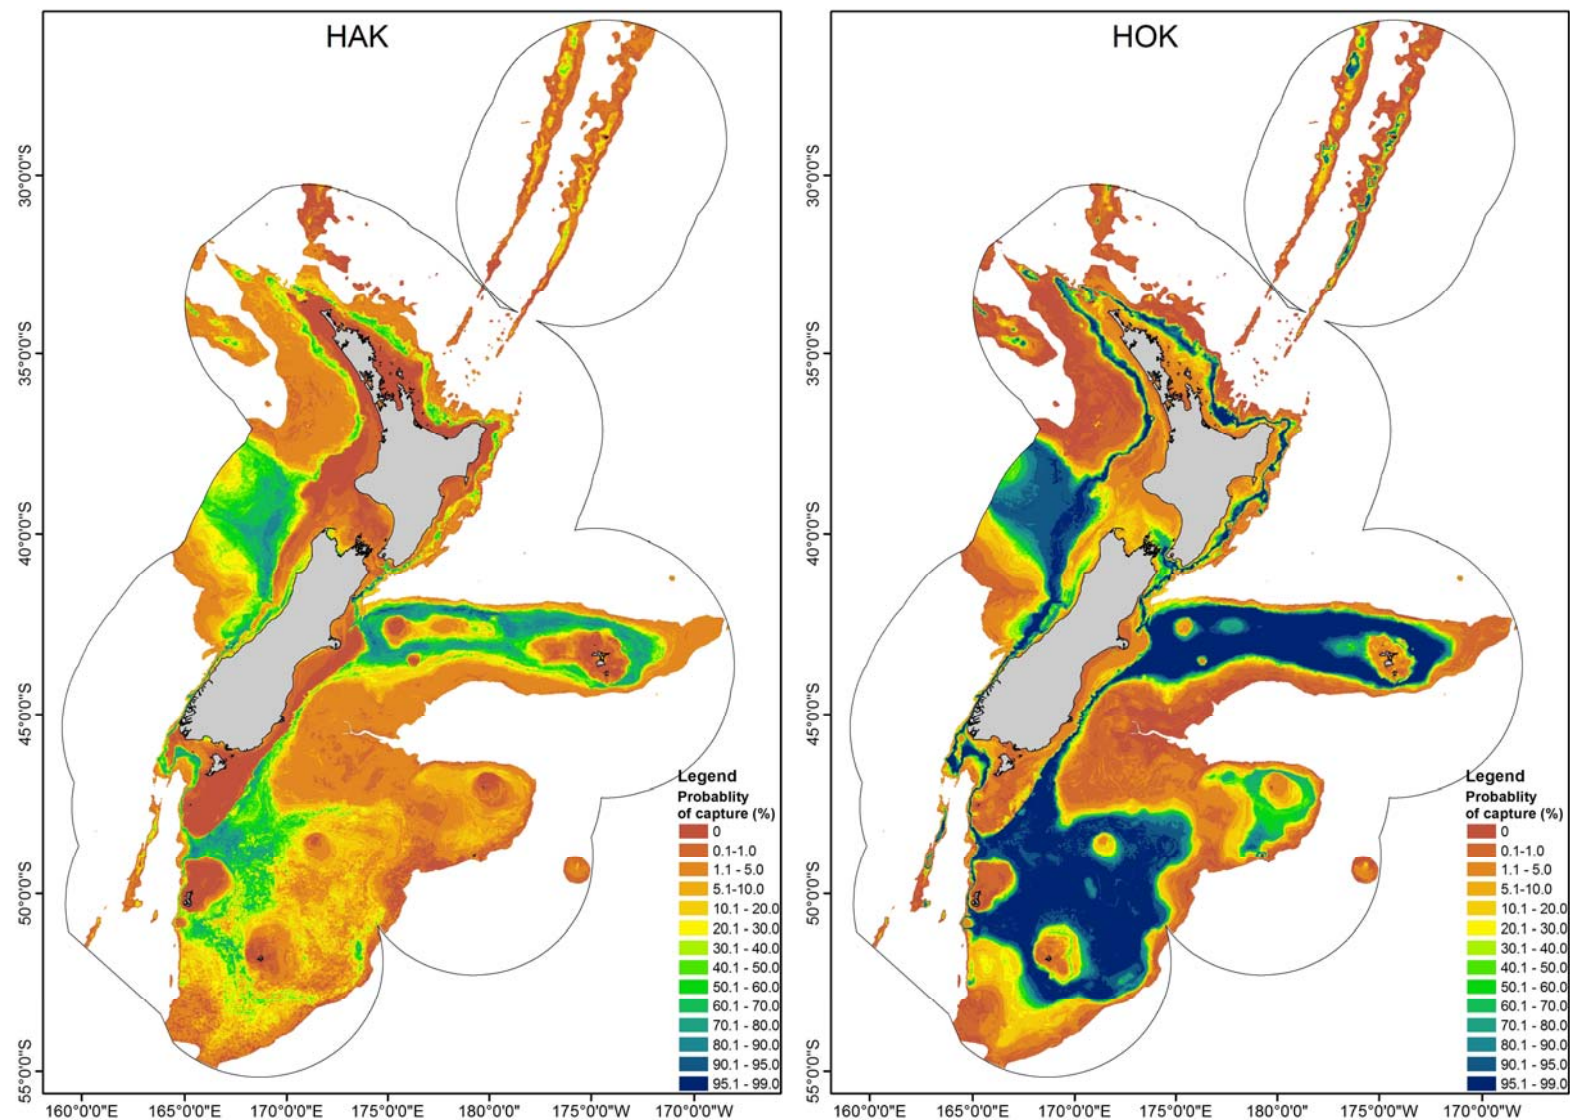 HAK
30°0'0"S
35°0'0"S
40°0'0"S
45°0'0"S
50°0'0"S
55°0'0"S
Legend
Probablity
of capture (%)
0
0.1-1.0
1.1 - 5.0
5.1-10.0
10.1 - 20.0
20.1 - 30.0
30.1 - 40.0
40.1 - 50.0
50.1 - 60.0
60.1 - 70.0
70.1 - 80.0
80.1 - 90.0
90.1 - 95.0
95.1 - 99.0
160°0'0"E
165°0'0"E
170°0'0"E
175°0'0"E
180°0'0"
175°0'0"W
170°0'0"W
HOK
30°0'0"S
35°0'0"S
40°0'0"S
45°0'0"S
50°0'0"S
55°0'0"S
Legend
Probablity
of capture (%)
0
0.1-1.0
1.1 - 5.0
5.1-10.0
10.1 - 20.0
20.1 - 30.0
30.1 - 40.0
40.1 - 50.0
50.1 - 60.0
60.1 - 70.0
70.1 - 80.0
80.1 - 90.0
90.1 - 95.0
95.1 - 99.0
160°0'0"E
165°0'0"E
170°0'0"E
175°0'0"E
180°0'0"
175°0'0"W
170°0'0"W